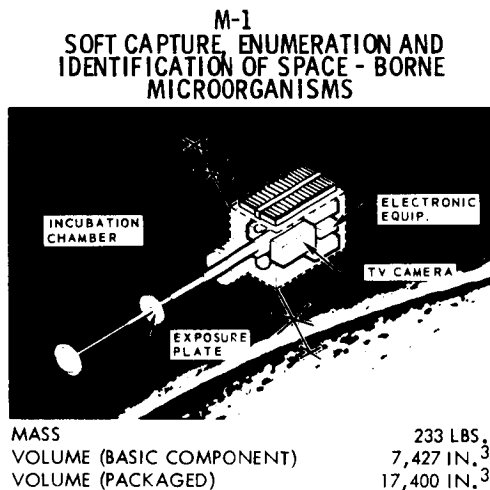 M-1
SOFT CAPTURE, ENUMERATION AND
IDENTIFICATION OF SPACE - BORNE
MICROORGANISMS
INCUBATION
CHAMBER
ELECTRONIC
EQUIP.
TV CAMERA
EXPOSURE
PLATE
MASS 233 LBS.
VOLUME (BASIC COMPONENT) 7,427 IN.3
VOLUME (PACKAGED) 17,400 IN.3